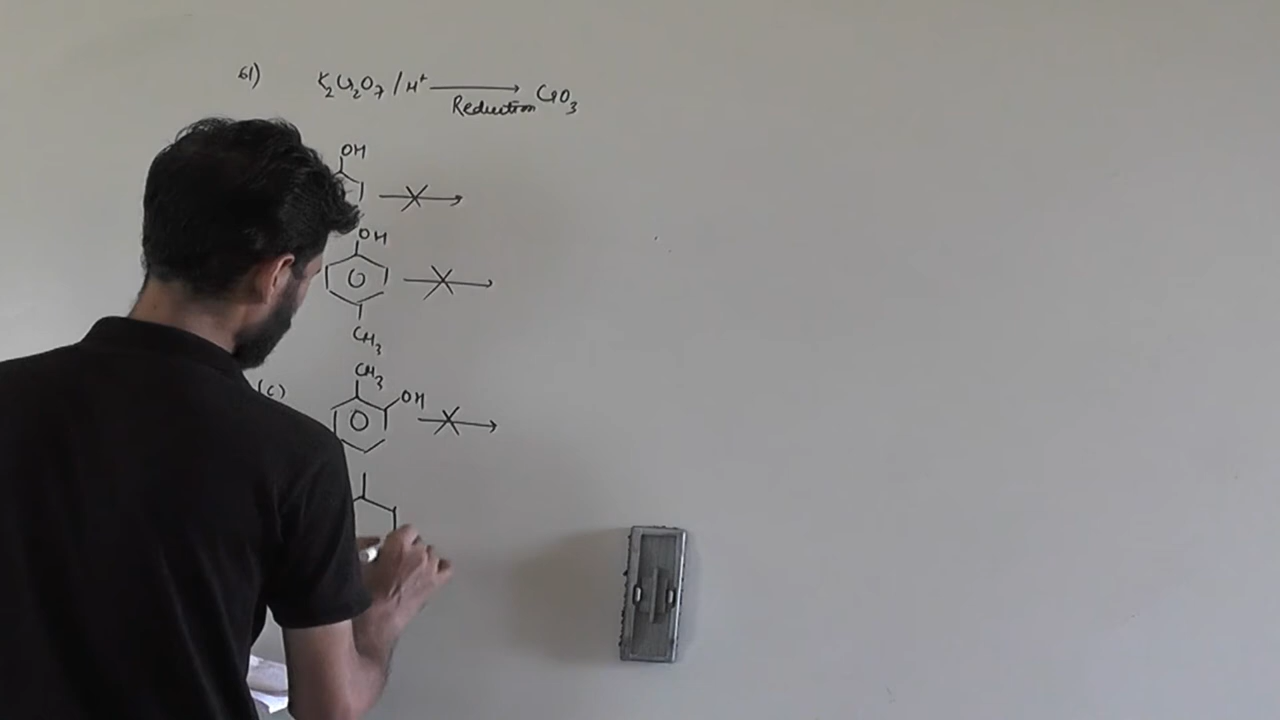 61) K₂Cr₂O₇ / H⁺ ⟶ CrO₃
Reduction
OH
OH
CH₃
CH₃
(c) OH